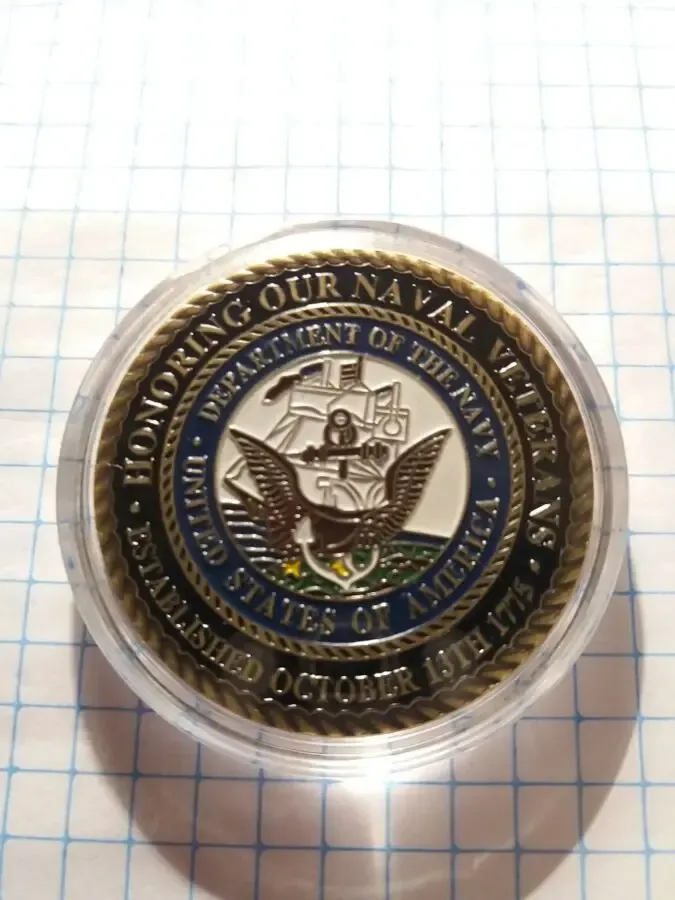 HONORING OUR NAVAL VETERANS
ESTABLISHED OCTOBER 13TH 1775
DEPARTMENT OF THE NAVY
UNITED STATES OF AMERICA